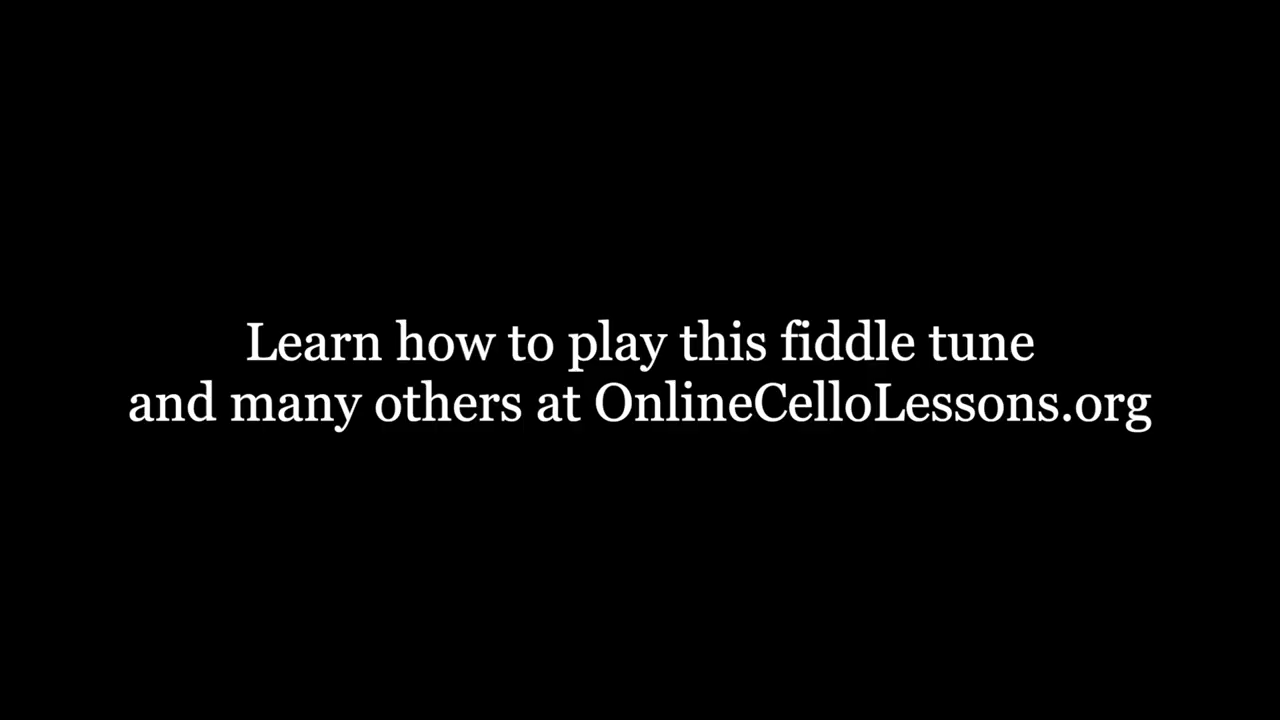 Learn how to play this fiddle tune
and many others at OnlineCelloLessons.org